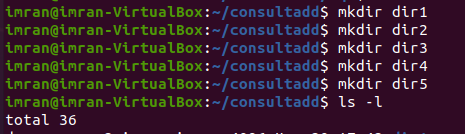 imran@imran-VirtualBox:~/consultadd$ mkdir dir1
imran@imran-VirtualBox:~/consultadd$ mkdir dir2
imran@imran-VirtualBox:~/consultadd$ mkdir dir3
imran@imran-VirtualBox:~/consultadd$ mkdir dir4
imran@imran-VirtualBox:~/consultadd$ mkdir dir5
imran@imran-VirtualBox:~/consultadd$ ls -l
total 36